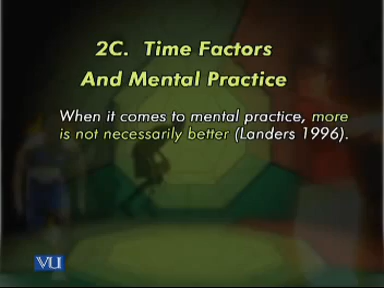 2C. Time Factors
And Mental Practice
When it comes to mental practice, more
is not necessarily better (Landers 1996).
VU